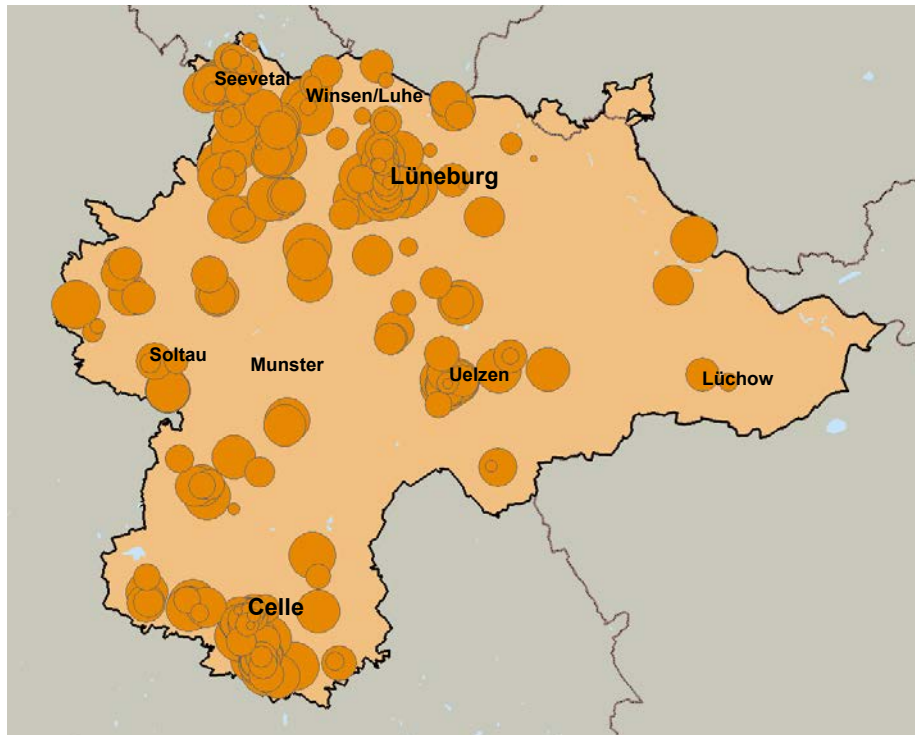 Seevetal
Winsen/Luhe
Lüneburg
Soltau
Munster
Uelzen
Lüchow
Celle